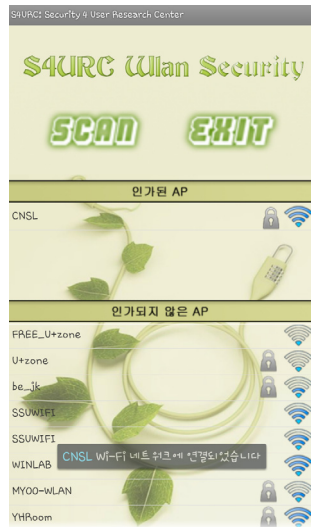 S4URC: Security 4 User Research Center
S4URC Wlan Security
SCAN EXIT
인가된 AP
CNSL
인가되지 않은 AP
FREE_U+zone
U+zone
be_jk
SSUWIFI
SSUWIFI
WINLAB
CNSL Wi-Fi 네트워크에 연결되었습니다
MYOO-WLAN
YHRoom